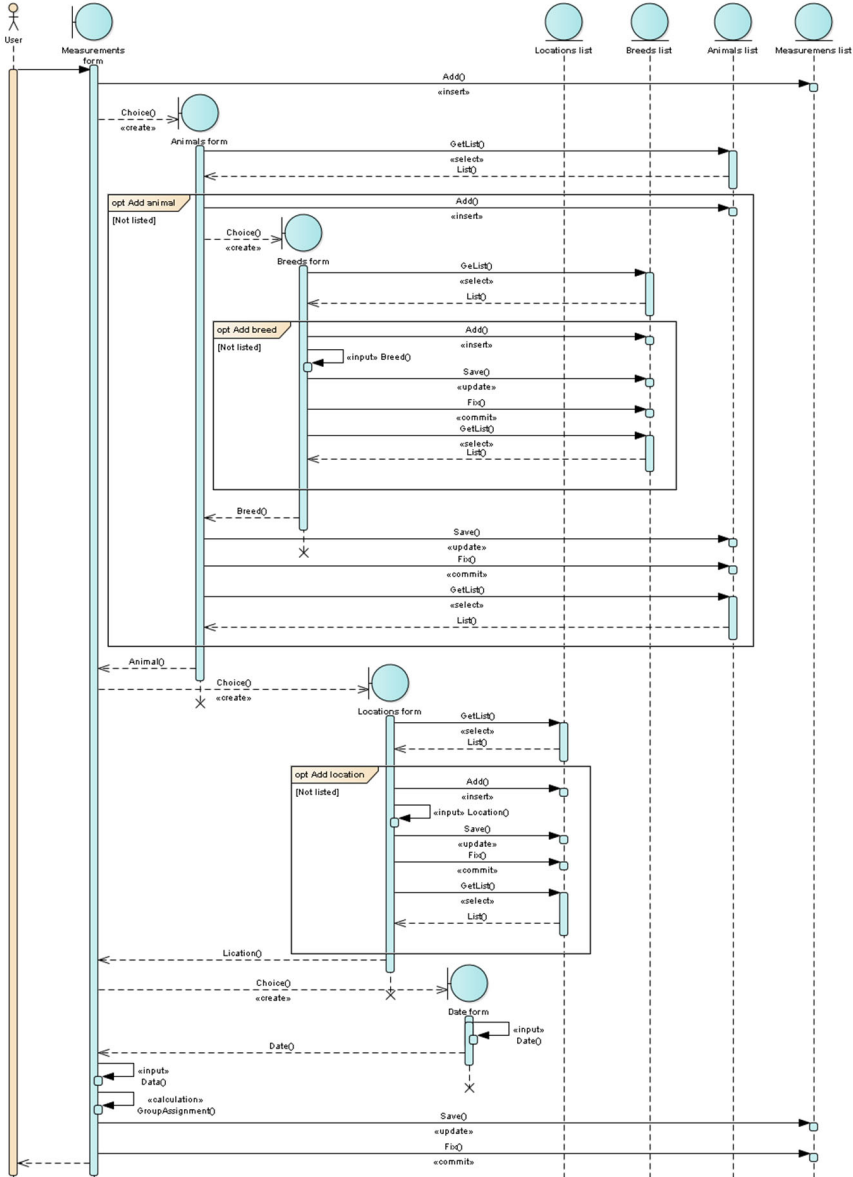 User
Measurements
form
Locations list
Breeds list
Animals list
Measuremens list
Add()
«insert»
Choice()
«create»
Animals form
GetList()
«select»
List()
opt Add animal
[Not listed]
Add()
«insert»
Choice()
«create»
Breeds form
GeList()
«select»
List()
opt Add breed
[Not listed]
Add()
«insert»
«input» Breed()
Save()
«update»
Fix()
«commit»
GetList()
«select»
List()
Breed()
Save()
«update»
Fix()
«commit»
GetList()
«select»
List()
Animal()
Choice()
«create»
Locations form
GetList()
«select»
List()
opt Add location
[Not listed]
Add()
«insert»
«input» Location()
Save()
«update»
Fix()
«commit»
GetList()
«select»
List()
Lication()
Choice()
«create»
Date form
«input»
Date()
Date()
«input»
Data()
«calculation»
GroupAssignment()
Save()
«update»
Fix()
«commit»